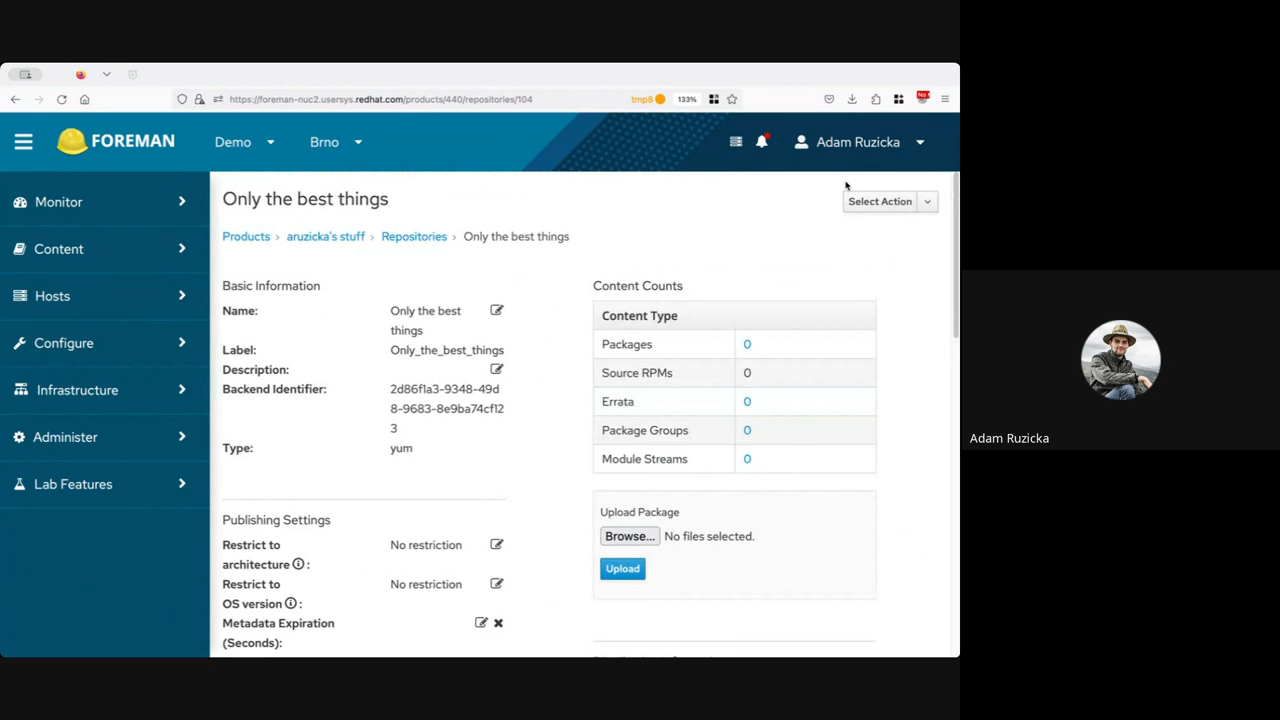 https://foreman-nuc2.usersys.redhat.com/products/440/repositories/104
tmp8
133%
No
FOREMAN
Demo
Brno
Adam Ruzicka
Monitor
Content
Hosts
Configure
Infrastructure
Administer
Lab Features
Only the best things
Select Action
Products › aruzicka's stuff › Repositories › Only the best things
Basic Information
Name: Only the best
things
Label: Only_the_best_things
Description:
Backend Identifier: 2d86f1a3-9348-49d
8-9683-8e9ba74cf12
3
Type: yum
Publishing Settings
Restrict to No restriction
architecture :
Restrict to No restriction
OS version :
Metadata Expiration
(Seconds):
Content Counts
Content Type
Packages 0
Source RPMs 0
Errata 0
Package Groups 0
Module Streams 0
Upload Package
Browse... No files selected.
Upload
Adam Ruzicka